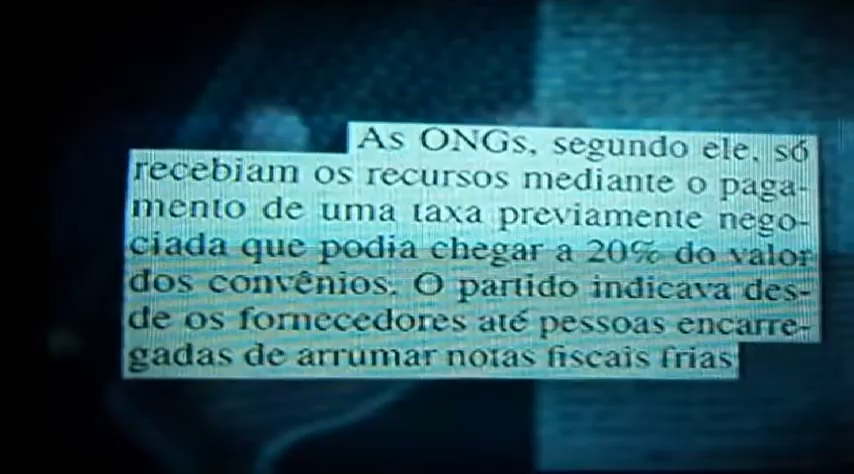 As ONGs, segundo ele, só
recebiam os recursos mediante o paga-
mento de uma taxa previamente nego-
ciada que podia chegar a 20% do valor
dos convênios. O partido indicava des-
de os fornecedores até pessoas encarre-
gadas de arrumar notas fiscais frias